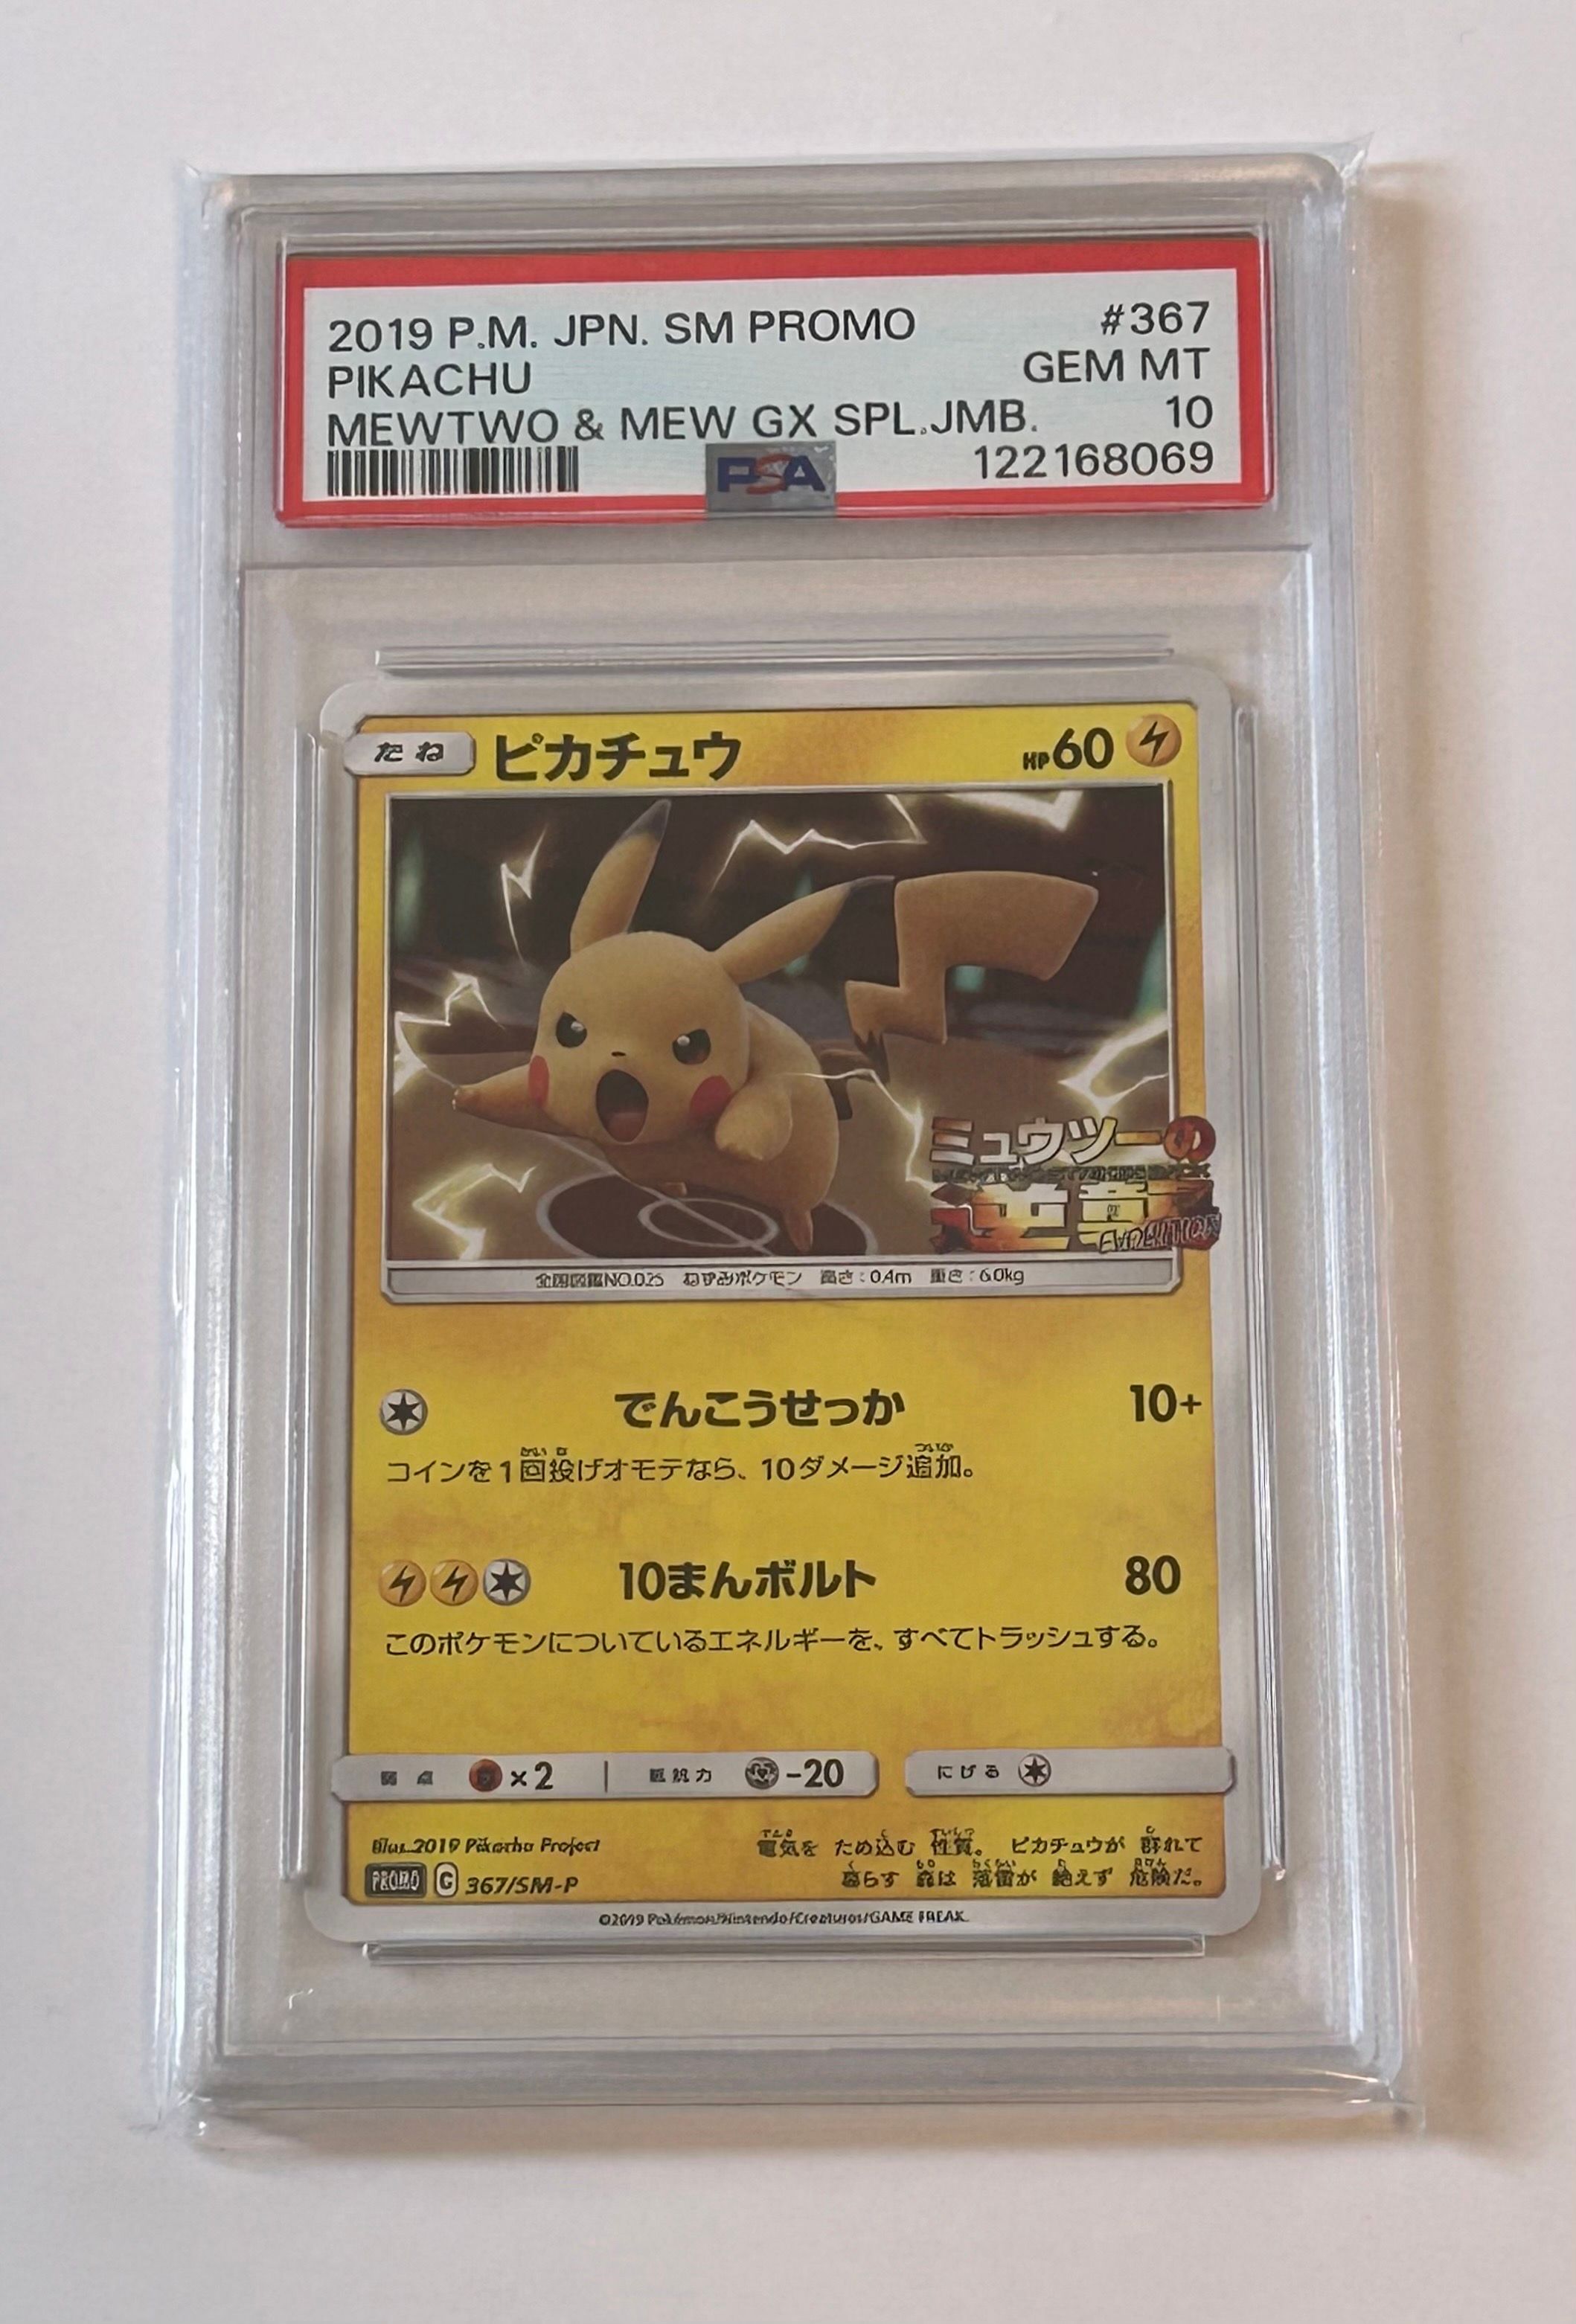 2019 P.M. JPN. SM PROMO #367
PIKACHU GEM MT
MEWTWO & MEW GX SPL.JMB. 10
PSA 122168069
たね ピカチュウ HP60
ミュウツーの
逆襲
EVOLUTION
全国図鑑NO.025 ねずみポケモン 高さ:0.4m 重さ:6.0kg
でんこうせっか 10+
コインを1回投げオモテなら、10ダメージ追加。
10まんボルト 80
このポケモンについているエネルギーを、すべてトラッシュする。
×2 -20 にげる
Illus. 2019 Pikachu Project
電気を ため込む 性質。 ピカチュウが 群れて
暮らす 森は 落雷が 絶えず 危険だ。
PROMO G 367/SM-P
©2019 Pokémon/Nintendo/Creatures/GAME FREAK.